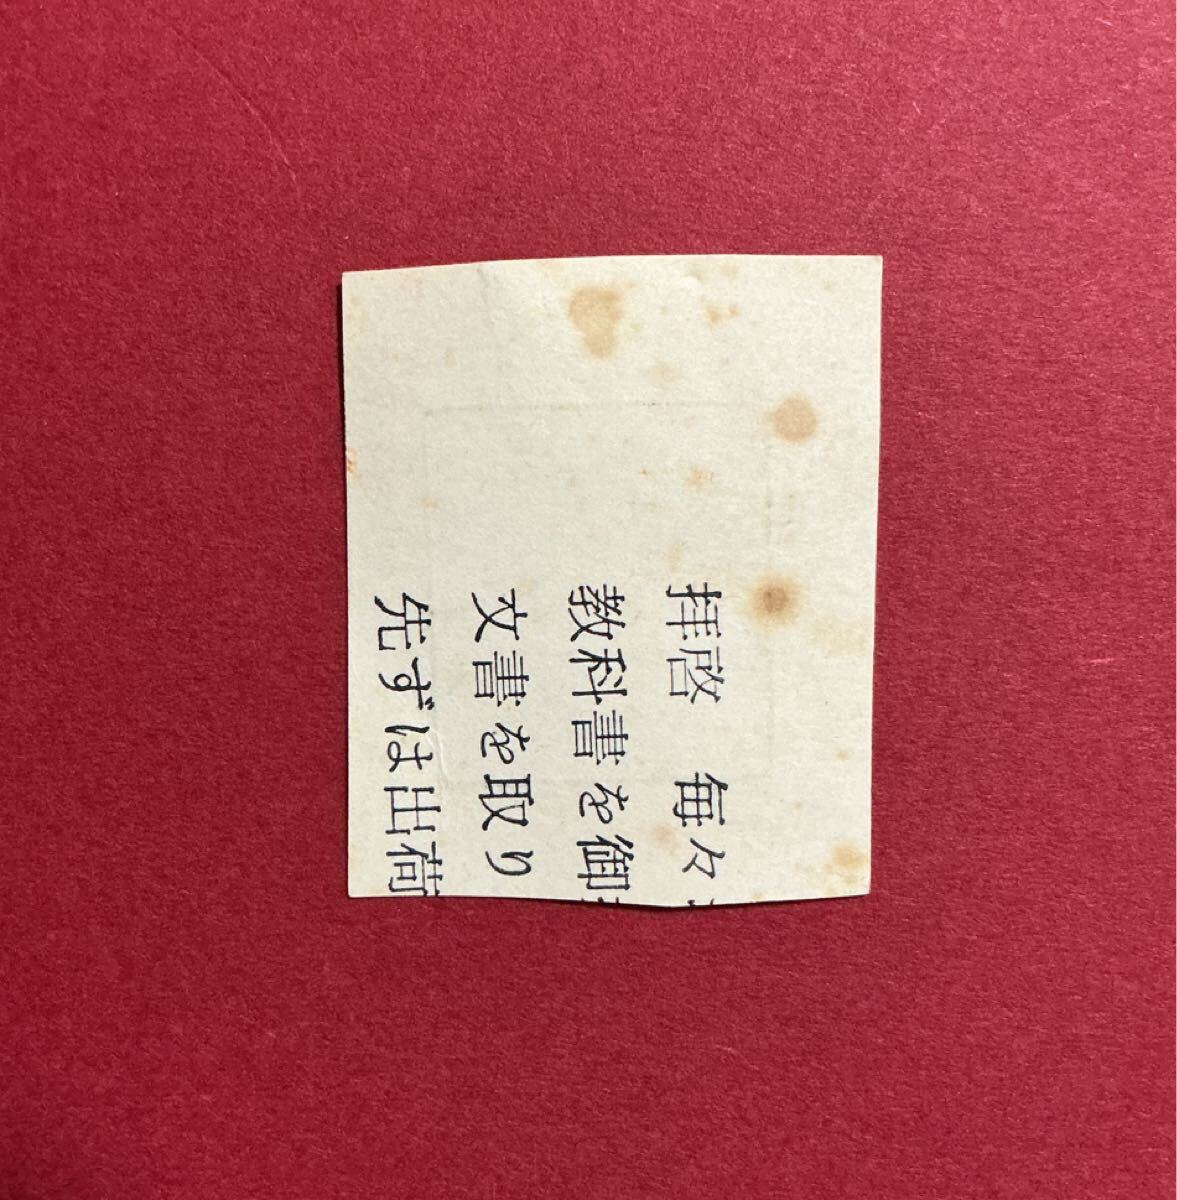 拝啓　毎々
教科書を御
文書を取り
先ずは出荷